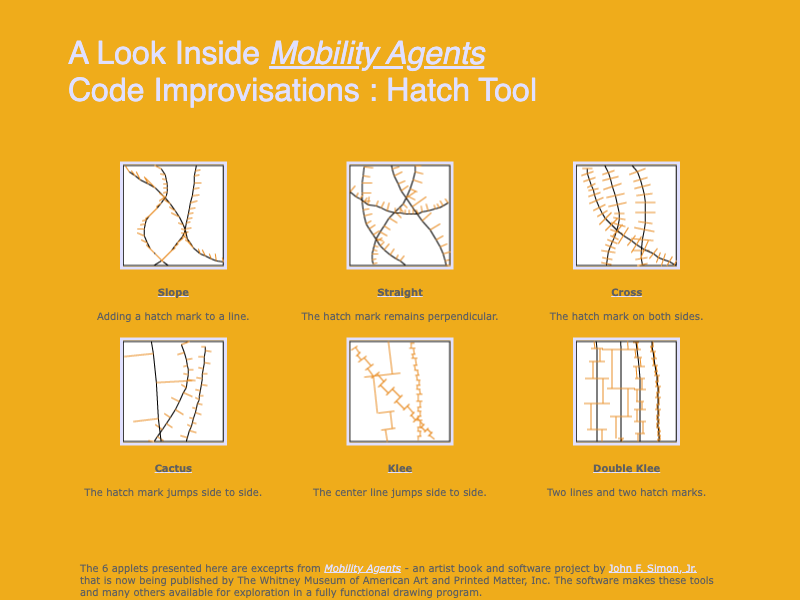 A Look Inside Mobility Agents
Code Improvisations : Hatch Tool
Slope
Straight
Cross
Adding a hatch mark to a line.
The hatch mark remains perpendicular.
The hatch mark on both sides.
Cactus
Klee
Double Klee
The hatch mark jumps side to side.
The center line jumps side to side.
Two lines and two hatch marks.
The 6 applets presented here are exceprts from Mobility Agents - an artist book and software project by John F. Simon, Jr.
that is now being published by The Whitney Museum of American Art and Printed Matter, Inc. The software makes these tools
and many others available for exploration in a fully functional drawing program.